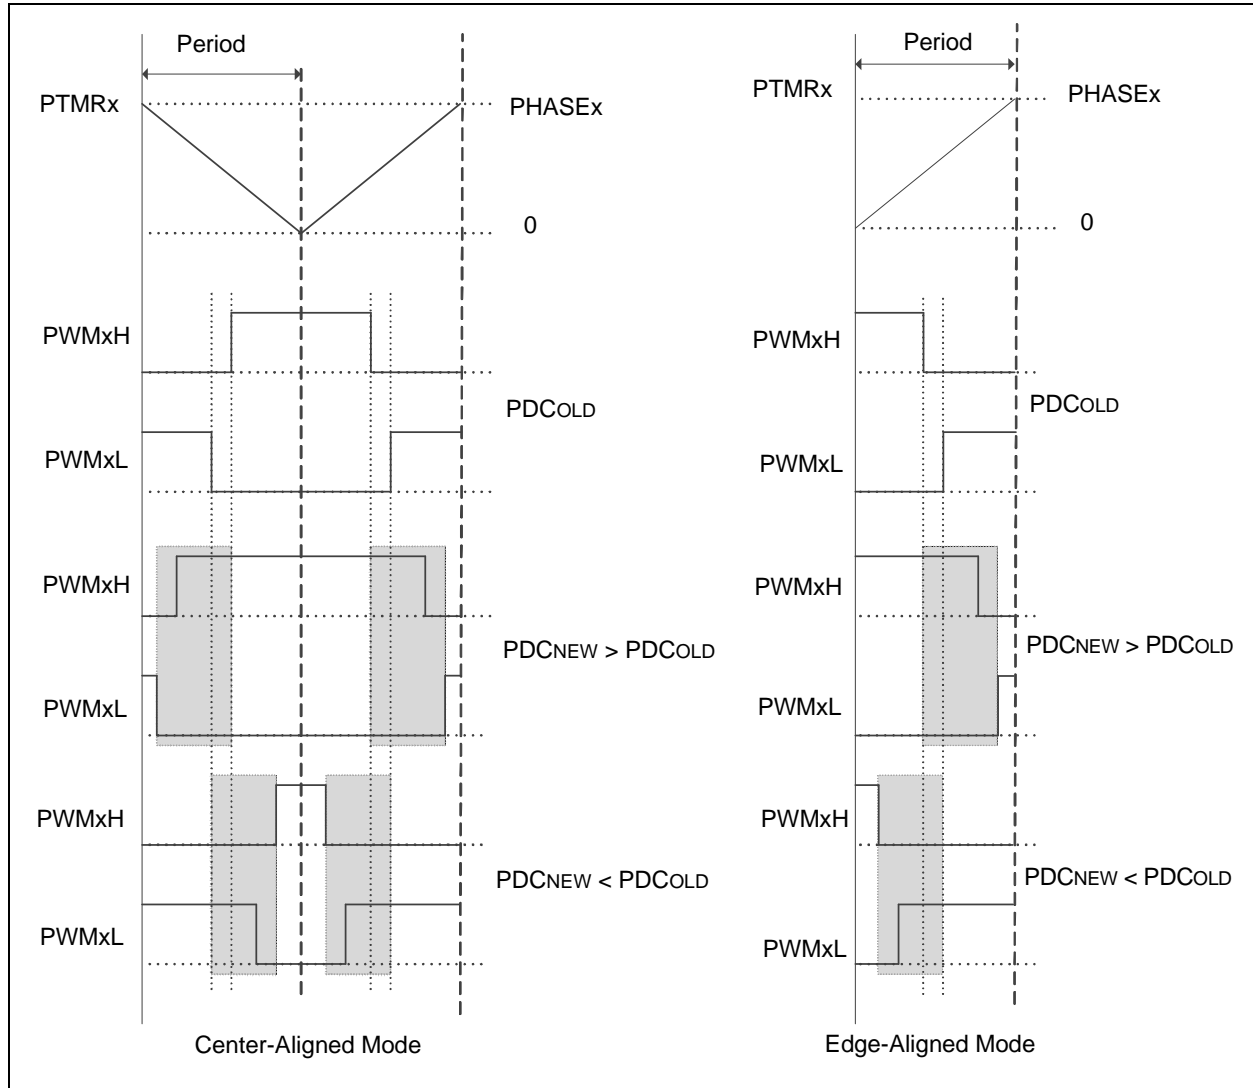 Period
PTMRx
PHASEx
0
PWMxH
PDCOLD
PWMxL
PWMxH
PDCNEW > PDCOLD
PWMxL
PWMxH
PDCNEW < PDCOLD
PWMxL
Center-Aligned Mode
Period
PTMRx
PHASEx
0
PWMxH
PDCOLD
PWMxL
PWMxH
PDCNEW > PDCOLD
PWMxL
PWMxH
PDCNEW < PDCOLD
PWMxL
Edge-Aligned Mode